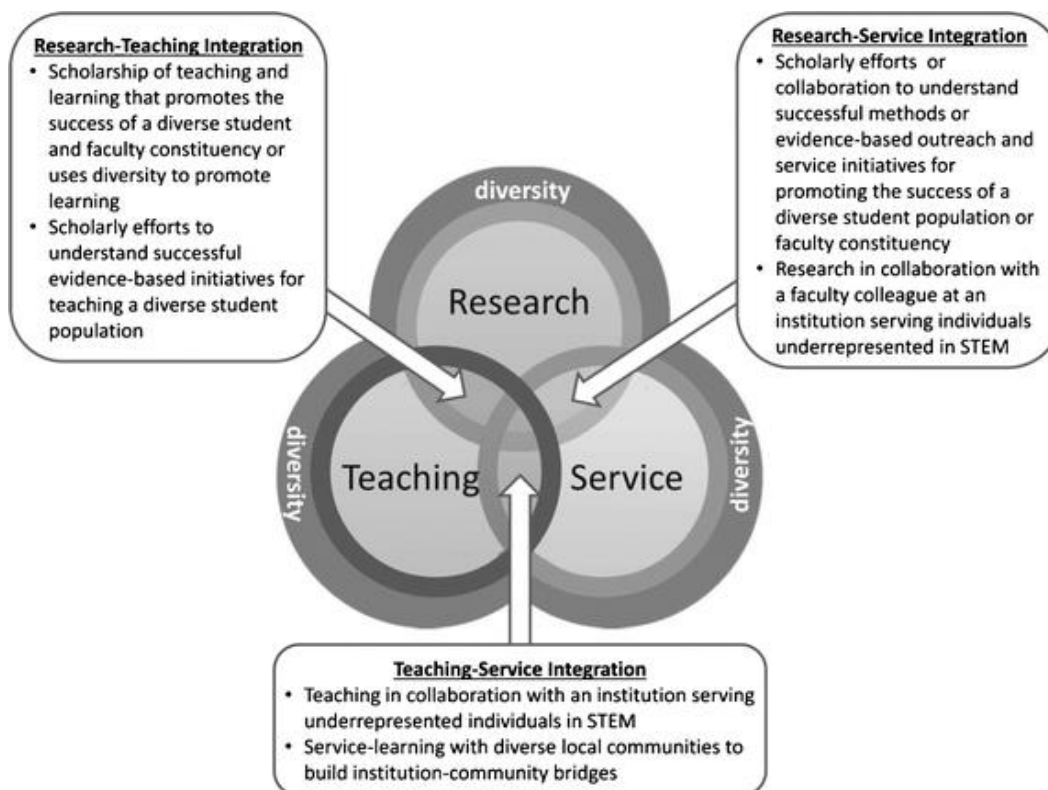 Research-Teaching Integration
• Scholarship of teaching and
learning that promotes the
success of a diverse student
and faculty constituency or
uses diversity to promote
learning
• Scholarly efforts to
understand successful
evidence-based initiatives for
teaching a diverse student
population
Research-Service Integration
• Scholarly efforts or
collaboration to understand
successful methods or
evidence-based outreach and
service initiatives for
promoting the success of a
diverse student population or
faculty constituency
• Research in collaboration with
a faculty colleague at an
institution serving individuals
underrepresented in STEM
diversity
Research
diversity
Teaching
Service
diversity
Teaching-Service Integration
• Teaching in collaboration with an institution serving
underrepresented individuals in STEM
• Service-learning with diverse local communities to
build institution-community bridges